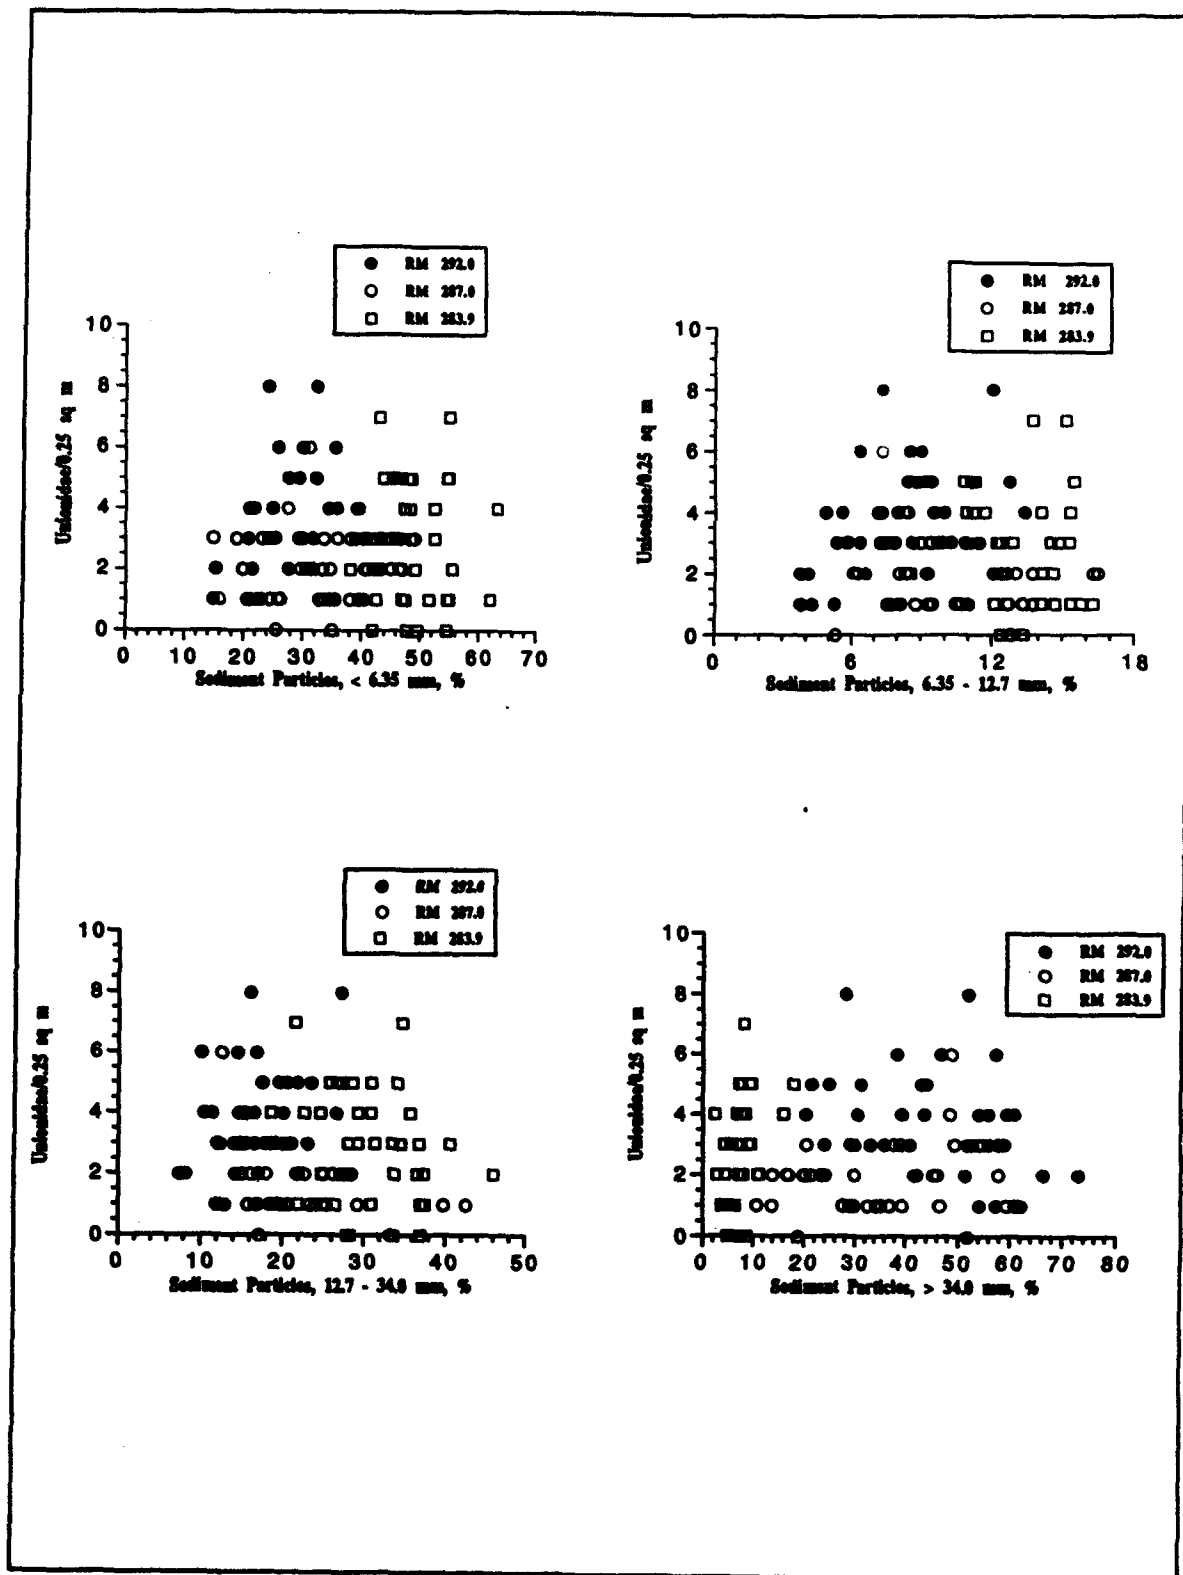 RM 292.0
RM 287.0
RM 283.9
10
8
6
4
2
0
Unionidae/0.25 sq m
0 10 20 30 40 50 60 70
Sediment Particles, < 6.35 mm, %
RM 292.0
RM 287.0
RM 283.9
10
8
6
4
2
0
Unionidae/0.25 sq m
0 6 12 18
Sediment Particles, 6.35 - 12.7 mm, %
RM 292.0
RM 287.0
RM 283.9
10
8
6
4
2
0
Unionidae/0.25 sq m
0 10 20 30 40 50
Sediment Particles, 12.7 - 34.0 mm, %
RM 292.0
RM 287.0
RM 283.9
10
8
6
4
2
0
Unionidae/0.25 sq m
0 10 20 30 40 50 60 70 80
Sediment Particles, > 34.0 mm, %